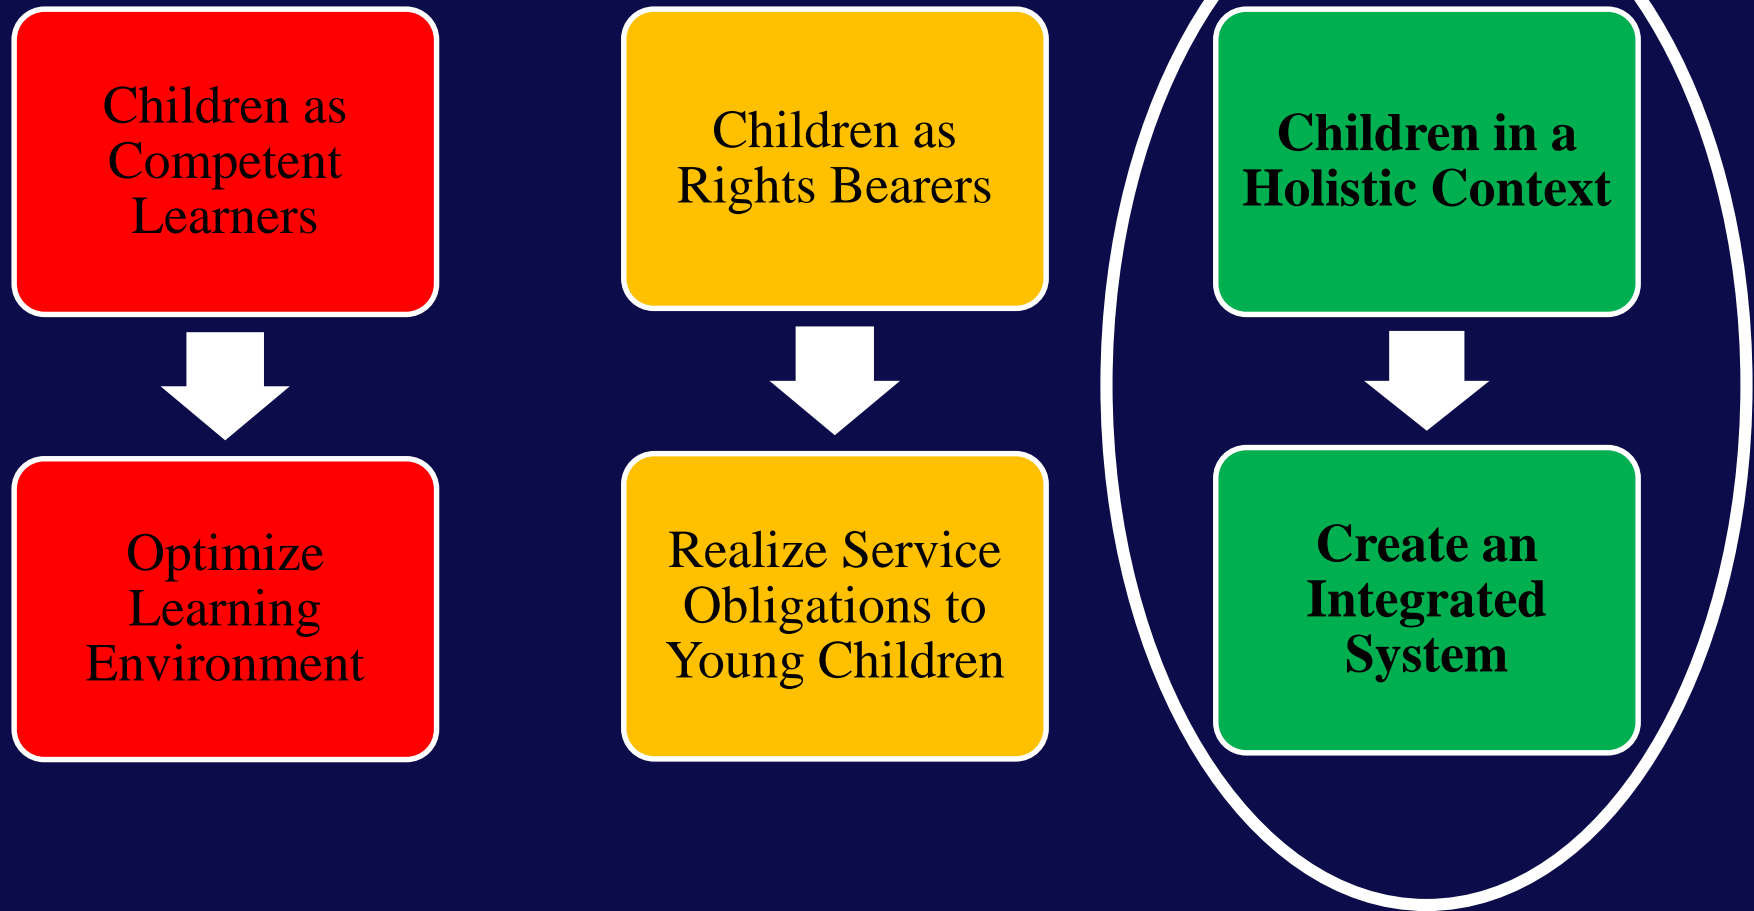 Children as
Competent
Learners
Optimize
Learning
Environment
Children as
Rights Bearers
Realize Service
Obligations to
Young Children
Children in a
Holistic Context
Create an
Integrated
System